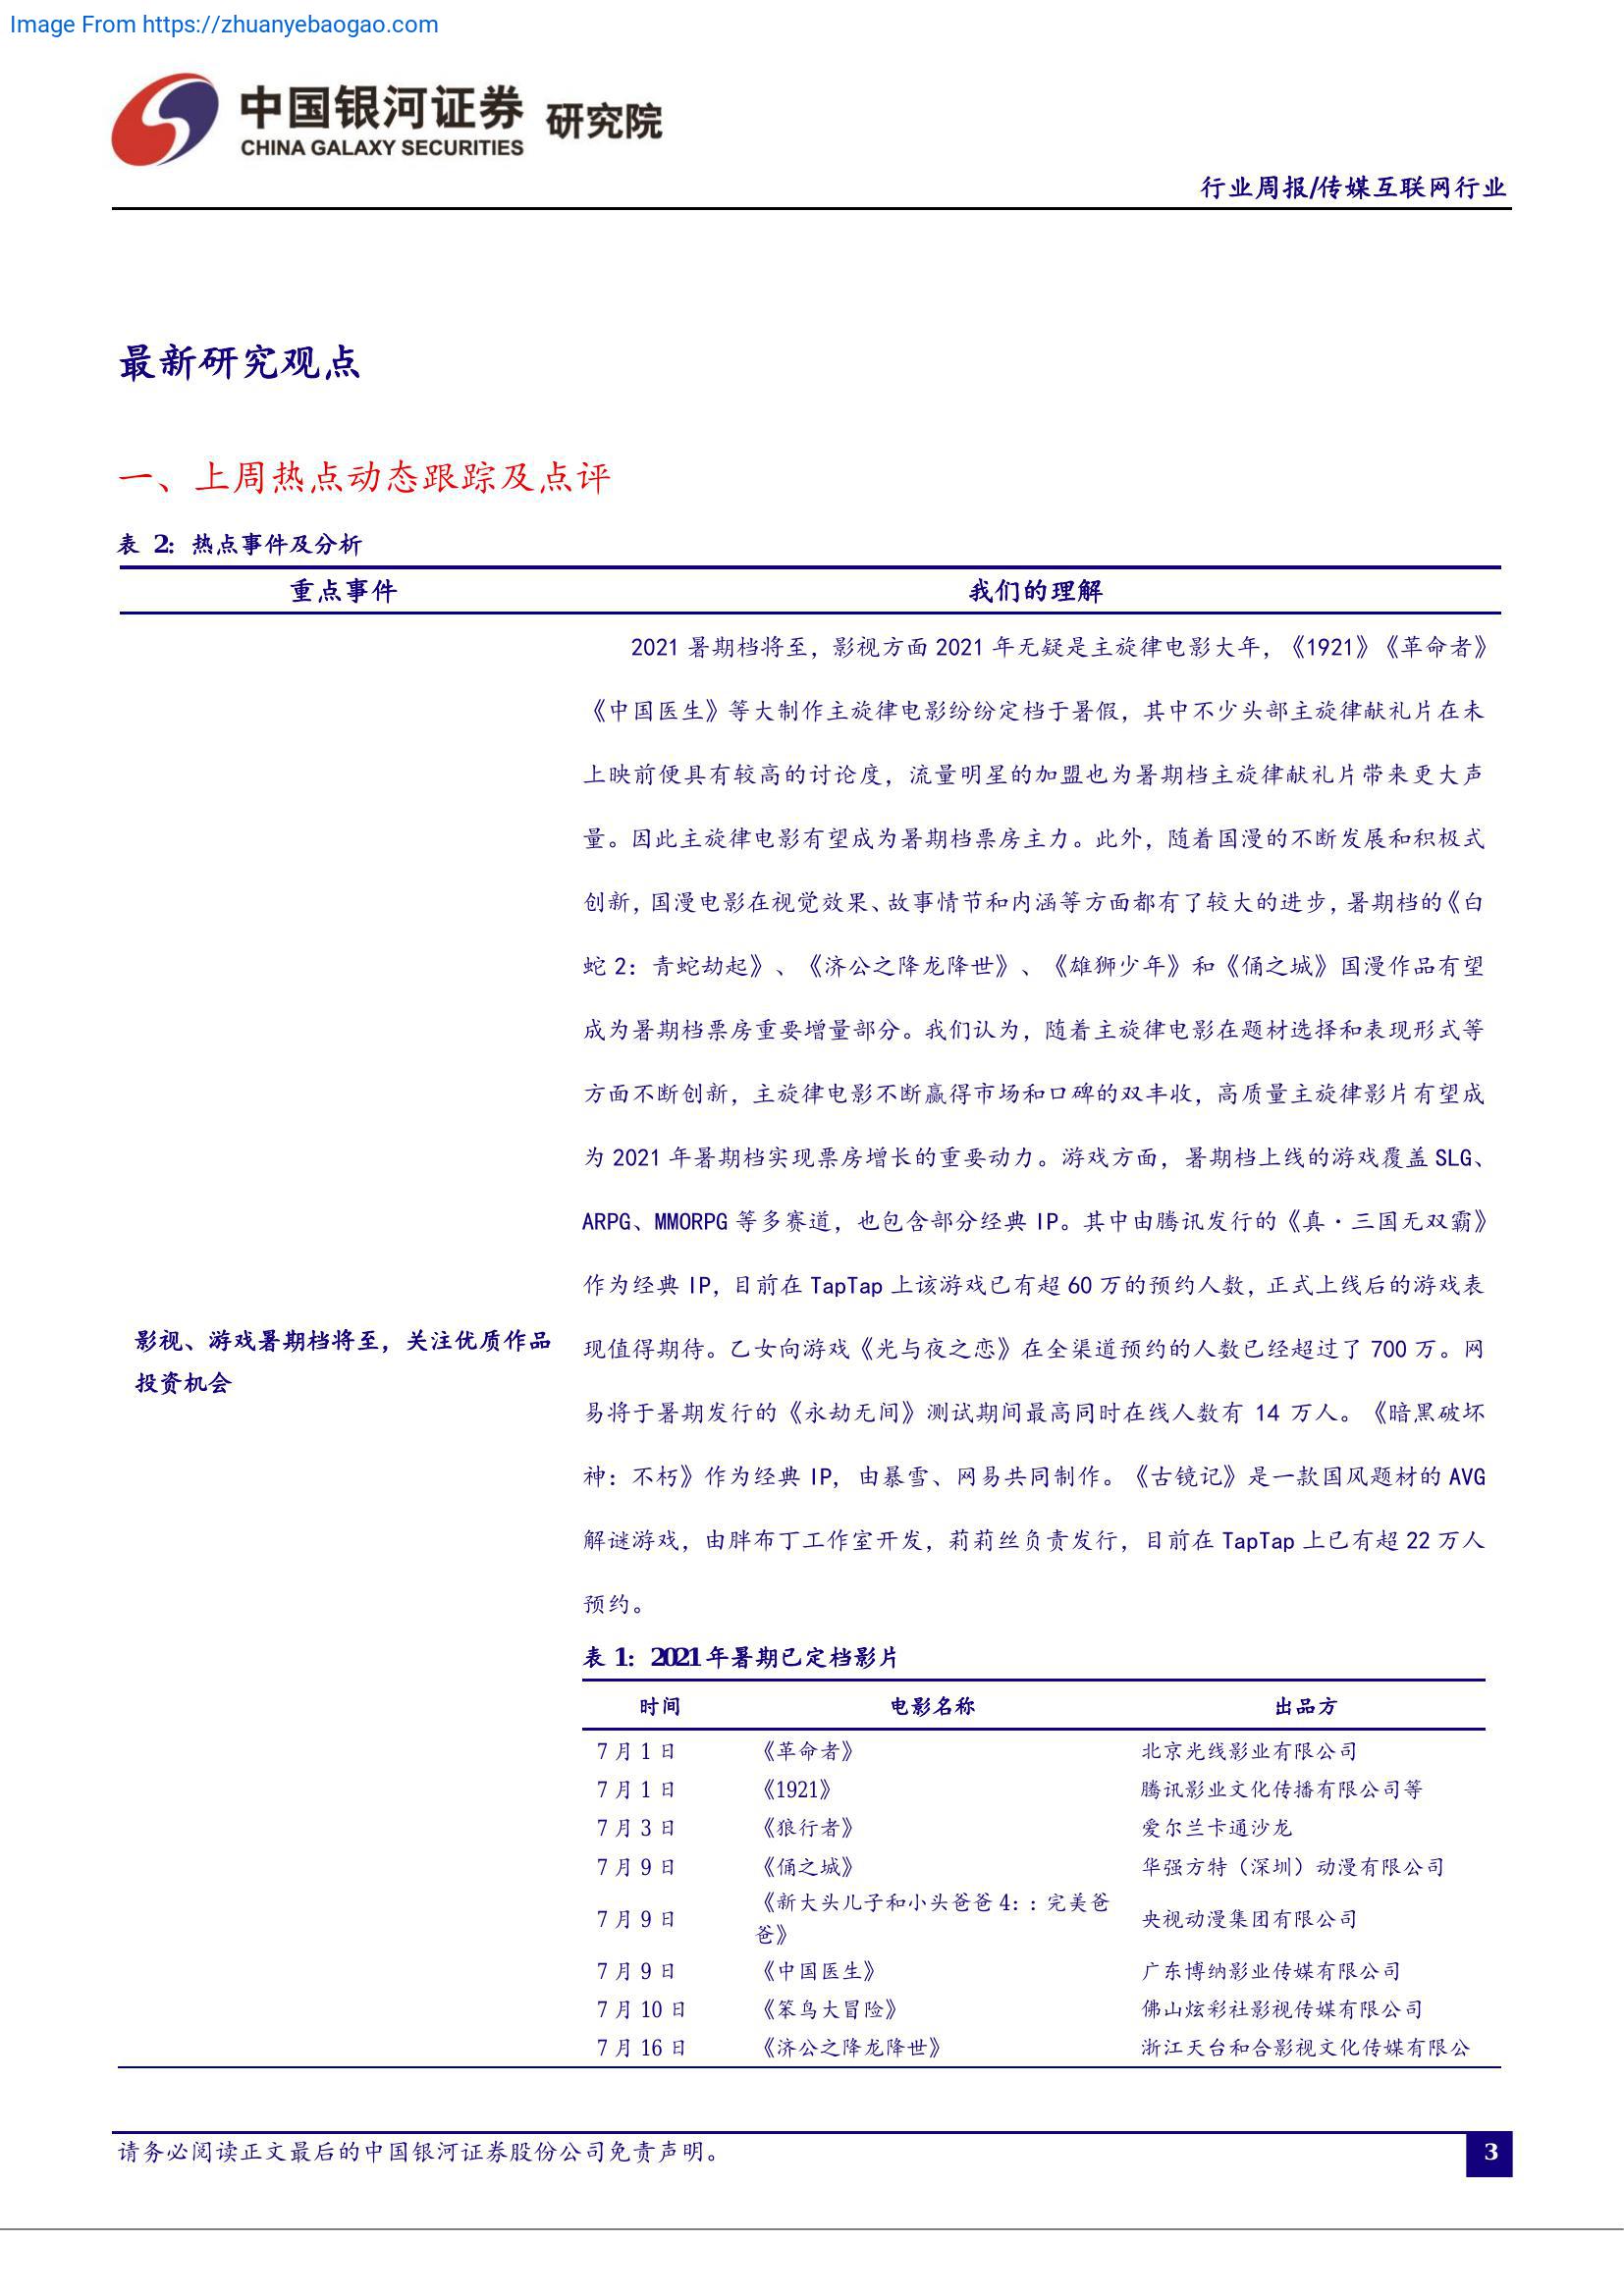 Image From https://zhuanyebaogao.com
中国银河证券 研究院
CHINA GALAXY SECURITIES
行业周报/传媒互联网行业
最新研究观点
一、上周热点动态跟踪及点评
表 2：热点事件及分析
重点事件 我们的理解
2021 暑期档将至，影视方面 2021 年无疑是主旋律电影大年，《1921》《革命者》
《中国医生》等大制作主旋律电影纷纷定档于暑假，其中不少头部主旋律献礼片在未
上映前便具有较高的讨论度，流量明星的加盟也为暑期档主旋律献礼片带来更大声
量。因此主旋律电影有望成为暑期档票房主力。此外，随着国漫的不断发展和积极式
创新，国漫电影在视觉效果、故事情节和内涵等方面都有了较大的进步，暑期档的《白
蛇 2：青蛇劫起》、《济公之降龙降世》、《雄狮少年》和《俑之城》国漫作品有望
成为暑期档票房重要增量部分。我们认为，随着主旋律电影在题材选择和表现形式等
方面不断创新，主旋律电影不断赢得市场和口碑的双丰收，高质量主旋律影片有望成
为 2021 年暑期档实现票房增长的重要动力。游戏方面，暑期档上线的游戏覆盖 SLG、
ARPG、MMORPG 等多赛道，也包含部分经典 IP。其中由腾讯发行的《真·三国无双霸》
作为经典 IP，目前在 TapTap 上该游戏已有超 60 万的预约人数，正式上线后的游戏表
影视、游戏暑期档将至，关注优质作品
投资机会
现值得期待。乙女向游戏《光与夜之恋》在全渠道预约的人数已经超过了 700 万。网
易将于暑期发行的《永劫无间》测试期间最高同时在线人数有 14 万人。《暗黑破坏
神：不朽》作为经典 IP，由暴雪、网易共同制作。《古镜记》是一款国风题材的 AVG
解谜游戏，由胖布丁工作室开发，莉莉丝负责发行，目前在 TapTap 上已有超 22 万人
预约。
表 1：2021 年暑期已定档影片
时间 电影名称 出品方
7 月 1 日 《革命者》 北京光线影业有限公司
7 月 1 日 《1921》 腾讯影业文化传播有限公司等
7 月 3 日 《狼行者》 爱尔兰卡通沙龙
7 月 9 日 《俑之城》 华强方特（深圳）动漫有限公司
7 月 9 日 《新大头儿子和小头爸爸 4：：完美爸
爸》 央视动漫集团有限公司
7 月 9 日 《中国医生》 广东博纳影业传媒有限公司
7 月 10 日 《笨鸟大冒险》 佛山炫彩社影视传媒有限公司
7 月 16 日 《济公之降龙降世》 浙江天台和合影视文化传媒有限公
请务必阅读正文最后的中国银河证券股份公司免责声明。
3